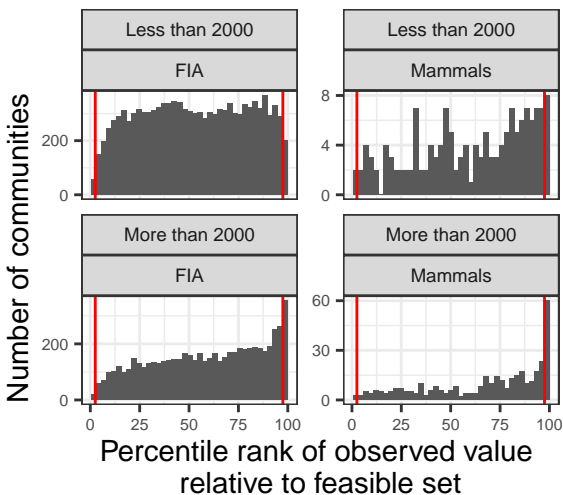 Number of communities
Less than 2000
FIA
200
0
Less than 2000
Mammals
8
4
0
More than 2000
FIA
200
0
0 25 50 75 100
More than 2000
Mammals
60
30
0
0 25 50 75 100
Percentile rank of observed value
relative to feasible set